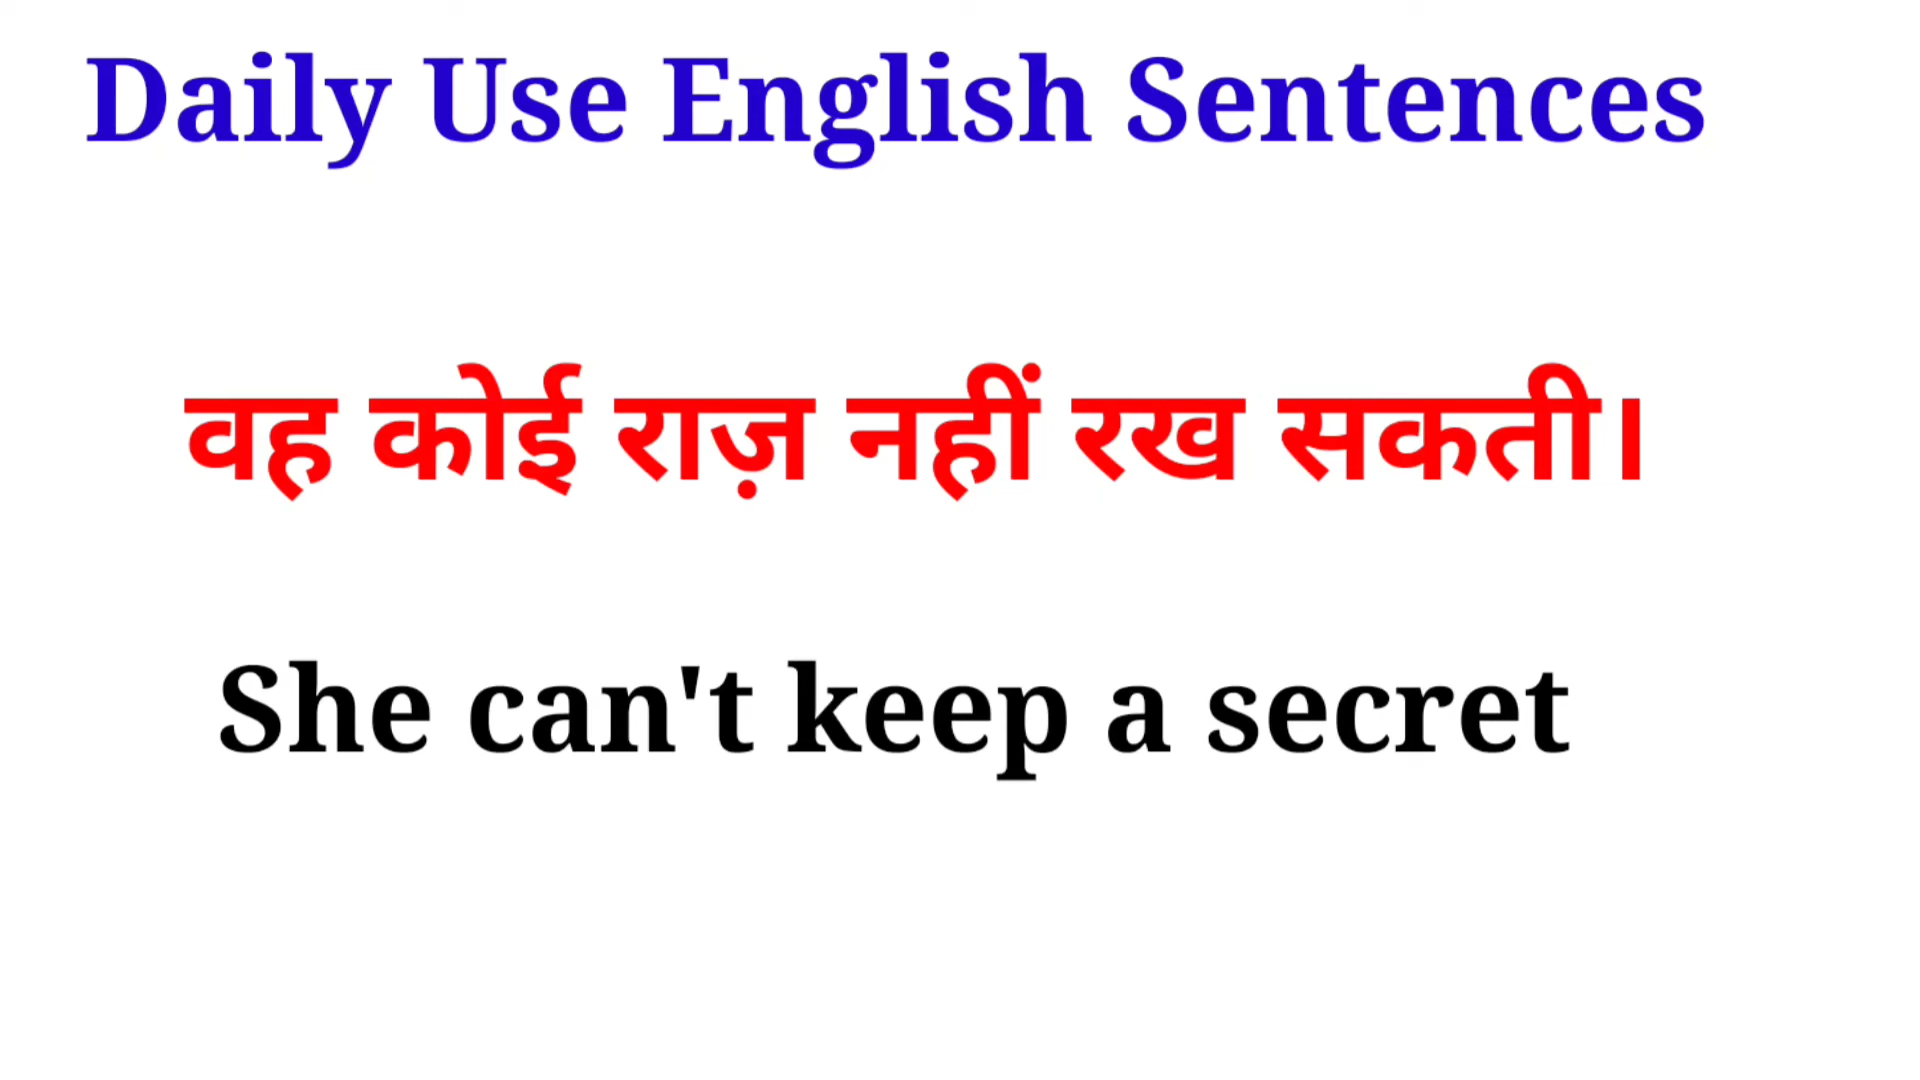 Daily Use English Sentences
वह कोई राज़ नहीं रख सकती।
She can't keep a secret